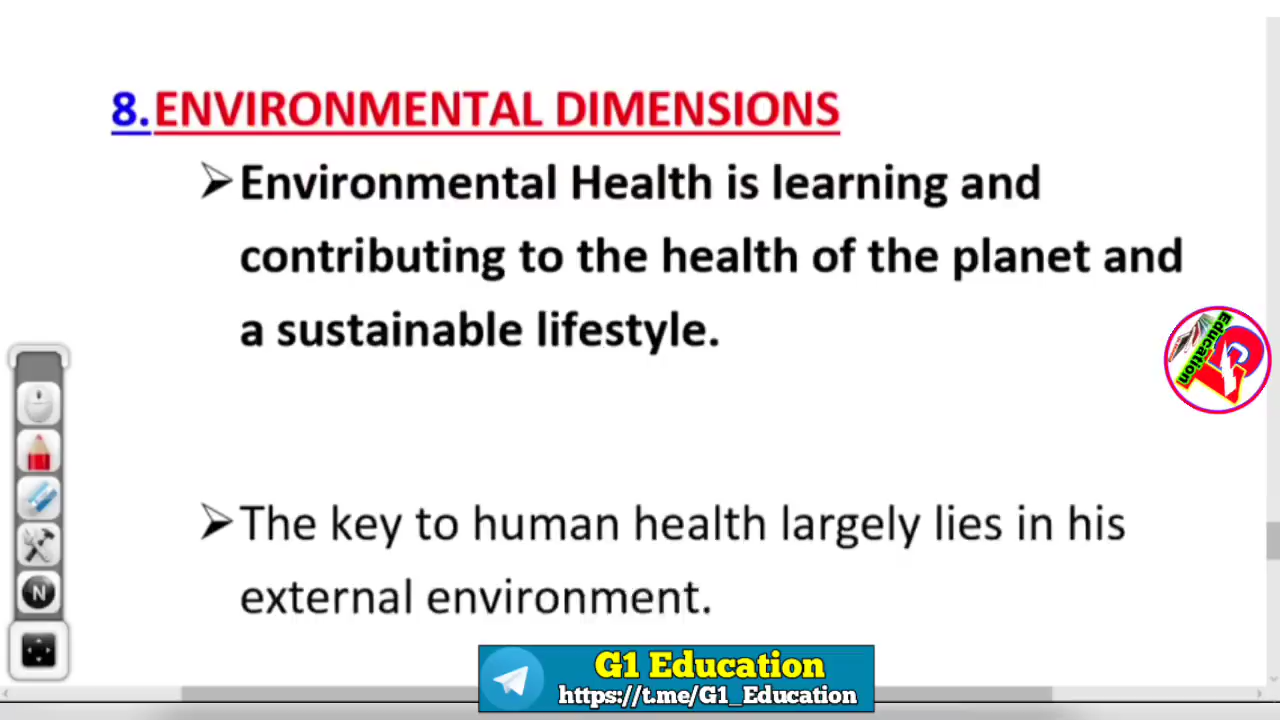 8.ENVIRONMENTAL DIMENSIONS
➢Environmental Health is learning and
contributing to the health of the planet and
a sustainable lifestyle.
Education
➢The key to human health largely lies in his
external environment.
N
G1 Education
https://t.me/G1_Education